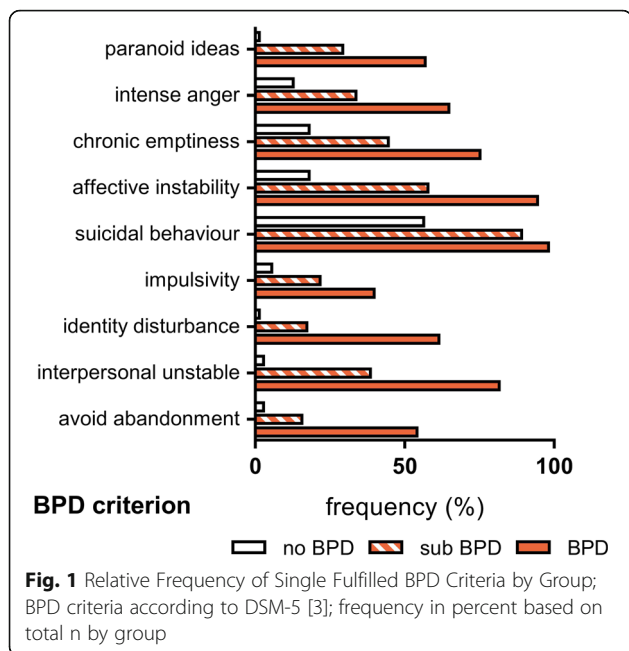 paranoid ideas
intense anger
chronic emptiness
affective instability
suicidal behaviour
impulsivity
identity disturbance
interpersonal unstable
avoid abandonment
0 50 100
BPD criterion frequency (%)
no BPD sub BPD BPD
Fig. 1 Relative Frequency of Single Fulfilled BPD Criteria by Group;
BPD criteria according to DSM-5 [3]; frequency in percent based on
total n by group